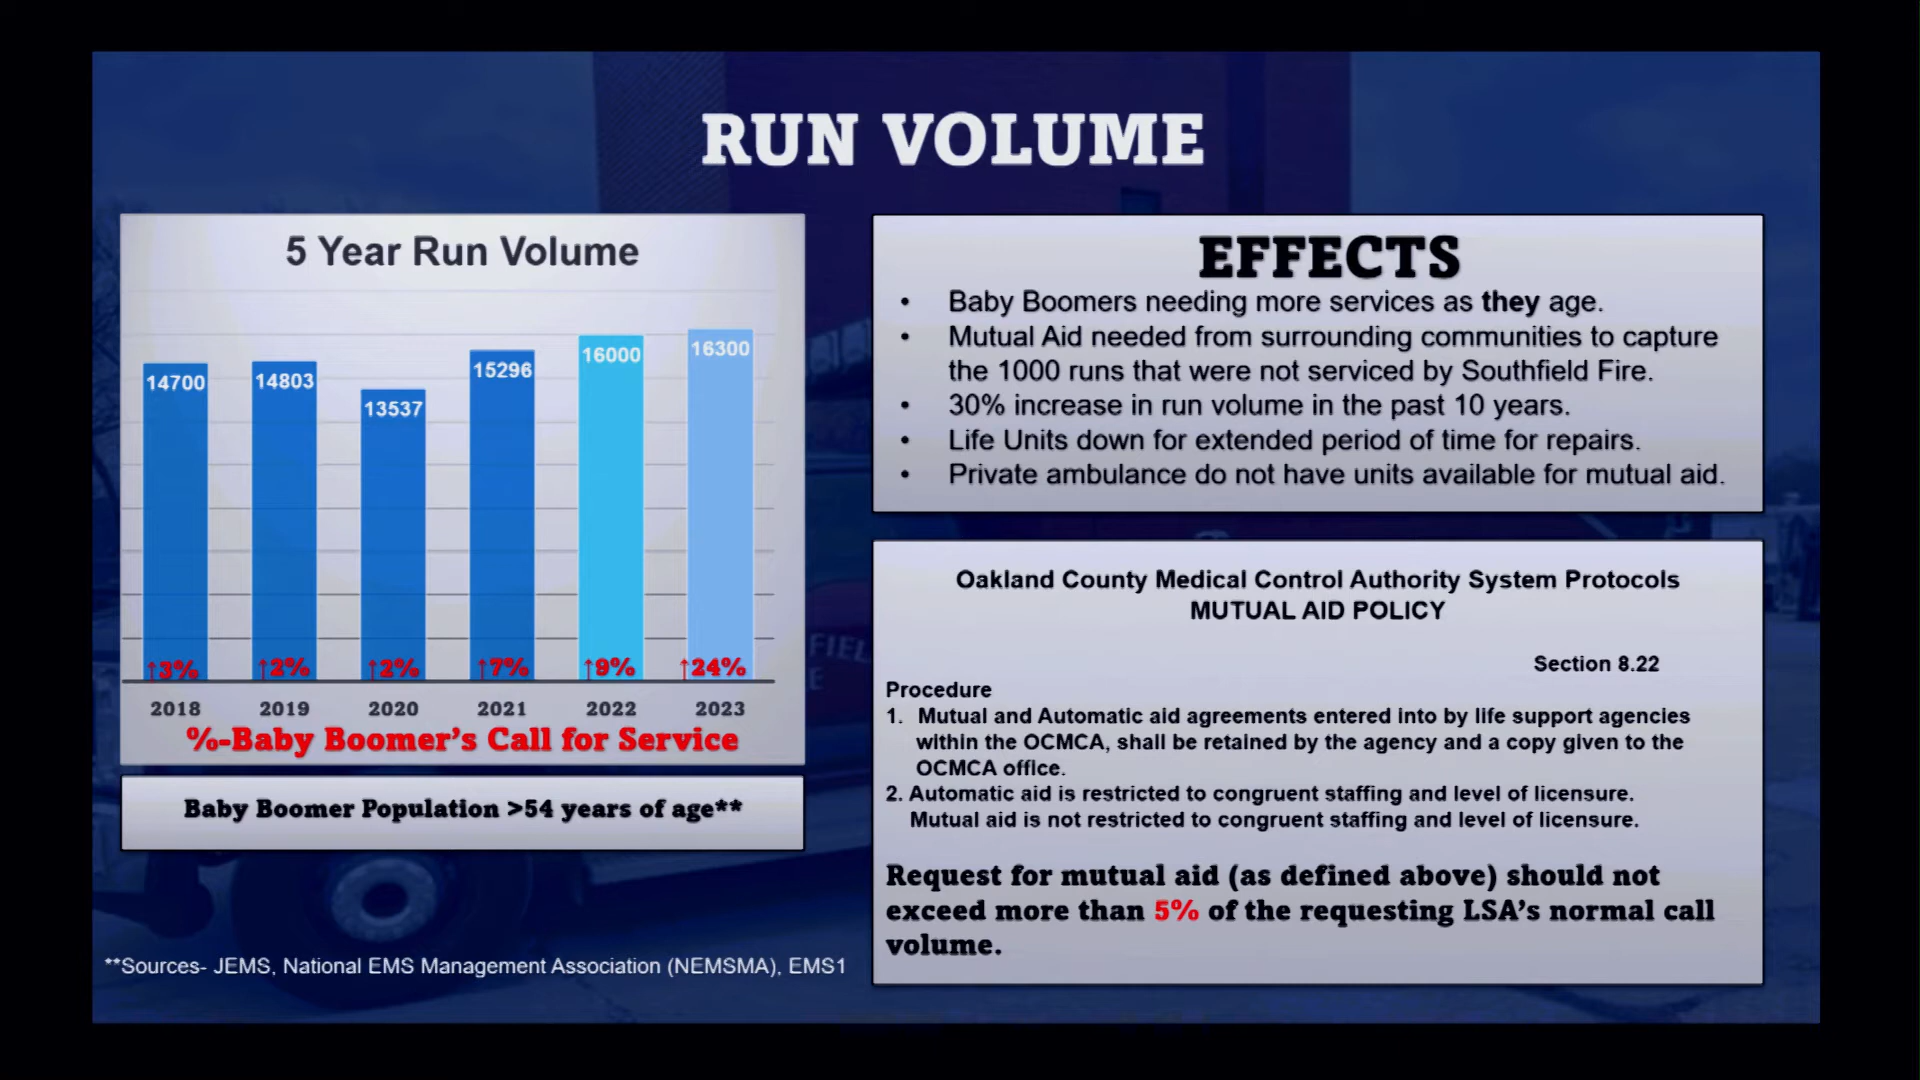 RUN VOLUME
5 Year Run Volume
14700
14803
13537
15296
16000
16300
↑3%
↑2%
↑2%
↑7%
↑9%
↑24%
2018
2019
2020
2021
2022
2023
%-Baby Boomer’s Call for Service
Baby Boomer Population >54 years of age**
**Sources- JEMS, National EMS Management Association (NEMSMA), EMS1
EFFECTS
• Baby Boomers needing more services as they age.
• Mutual Aid needed from surrounding communities to capture
the 1000 runs that were not serviced by Southfield Fire.
• 30% increase in run volume in the past 10 years.
• Life Units down for extended period of time for repairs.
• Private ambulance do not have units available for mutual aid.
Oakland County Medical Control Authority System Protocols
MUTUAL AID POLICY
Section 8.22
Procedure
1. Mutual and Automatic aid agreements entered into by life support agencies
within the OCMCA, shall be retained by the agency and a copy given to the
OCMCA office.
2. Automatic aid is restricted to congruent staffing and level of licensure.
Mutual aid is not restricted to congruent staffing and level of licensure.
Request for mutual aid (as defined above) should not
exceed more than 5% of the requesting LSA’s normal call
volume.